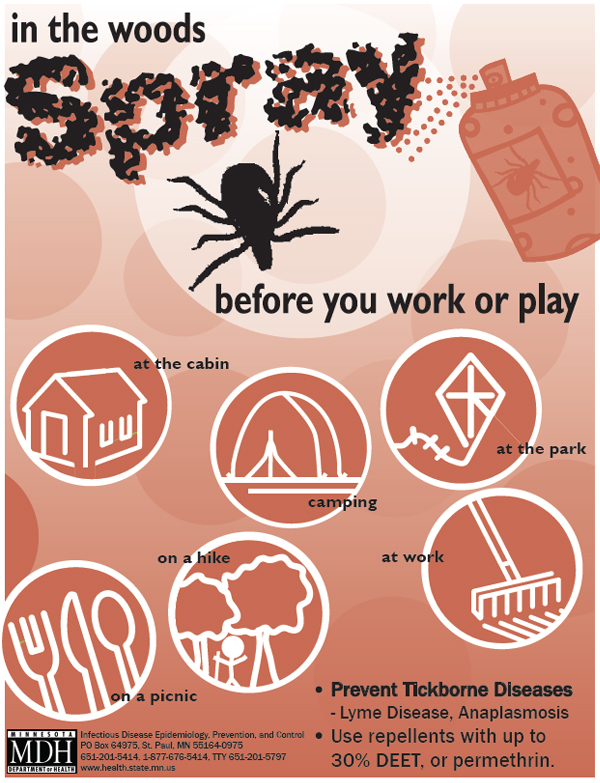 in the woods
Spray
before you work or play
at the cabin
camping
at the park
on a hike
at work
on a picnic
• Prevent Tickborne Diseases
- Lyme Disease, Anaplasmosis
• Use repellents with up to
30% DEET, or permethrin.
MINNESOTA
MDH
DEPARTMENT OF HEALTH
Infectious Disease Epidemiology, Prevention, and Control
PO Box 64975, St. Paul, MN 55164-0975
651-201-5414, 1-877-676-5414, TTY 651-201-5797
www.health.state.mn.us